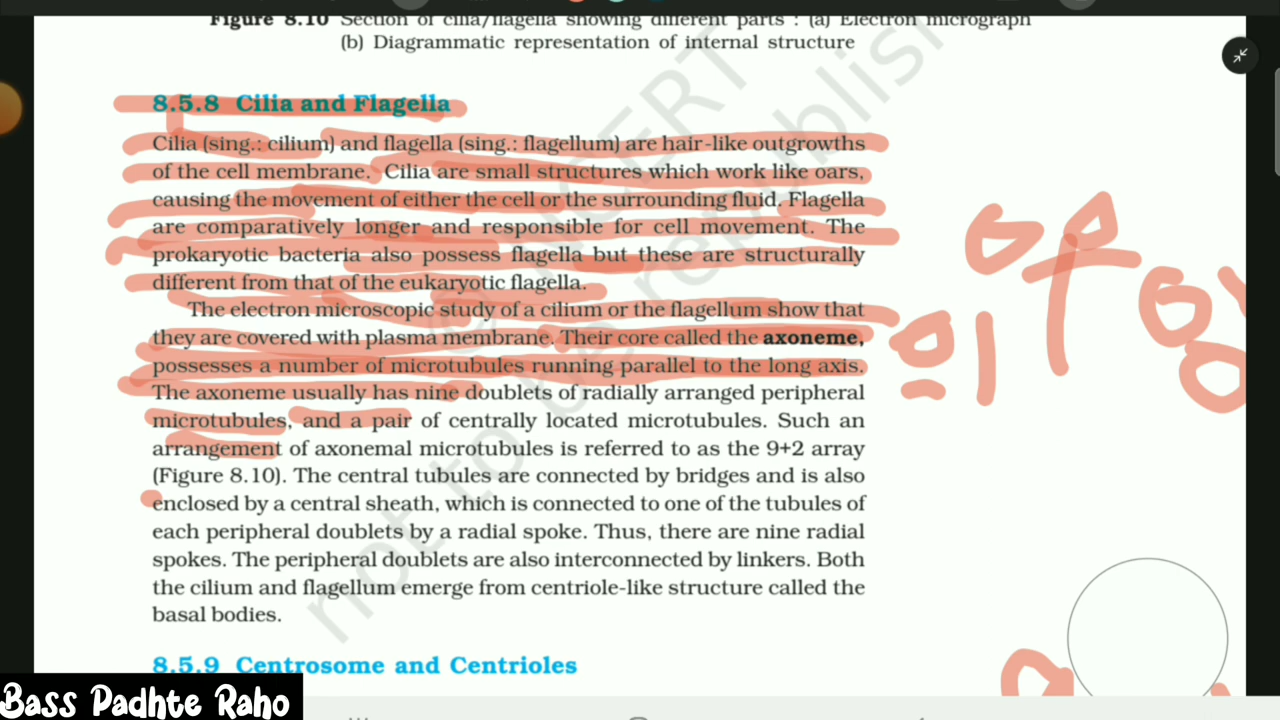 Figure 8.10 Section of cilia/flagella showing different parts : (a) Electron micrograph
(b) Diagrammatic representation of internal structure
8.5.8 Cilia and Flagella
Cilia (sing.: cilium) and flagella (sing.: flagellum) are hair-like outgrowths
of the cell membrane. Cilia are small structures which work like oars,
causing the movement of either the cell or the surrounding fluid. Flagella
are comparatively longer and responsible for cell movement. The
prokaryotic bacteria also possess flagella but these are structurally
different from that of the eukaryotic flagella.
The electron microscopic study of a cilium or the flagellum show that
they are covered with plasma membrane. Their core called the axoneme,
possesses a number of microtubules running parallel to the long axis.
The axoneme usually has nine doublets of radially arranged peripheral
microtubules, and a pair of centrally located microtubules. Such an
arrangement of axonemal microtubules is referred to as the 9+2 array
(Figure 8.10). The central tubules are connected by bridges and is also
enclosed by a central sheath, which is connected to one of the tubules of
each peripheral doublets by a radial spoke. Thus, there are nine radial
spokes. The peripheral doublets are also interconnected by linkers. Both
the cilium and flagellum emerge from centriole-like structure called the
basal bodies.
8.5.9 Centrosome and Centrioles
© NCERT
not to be republish
Bass Padhte Raho